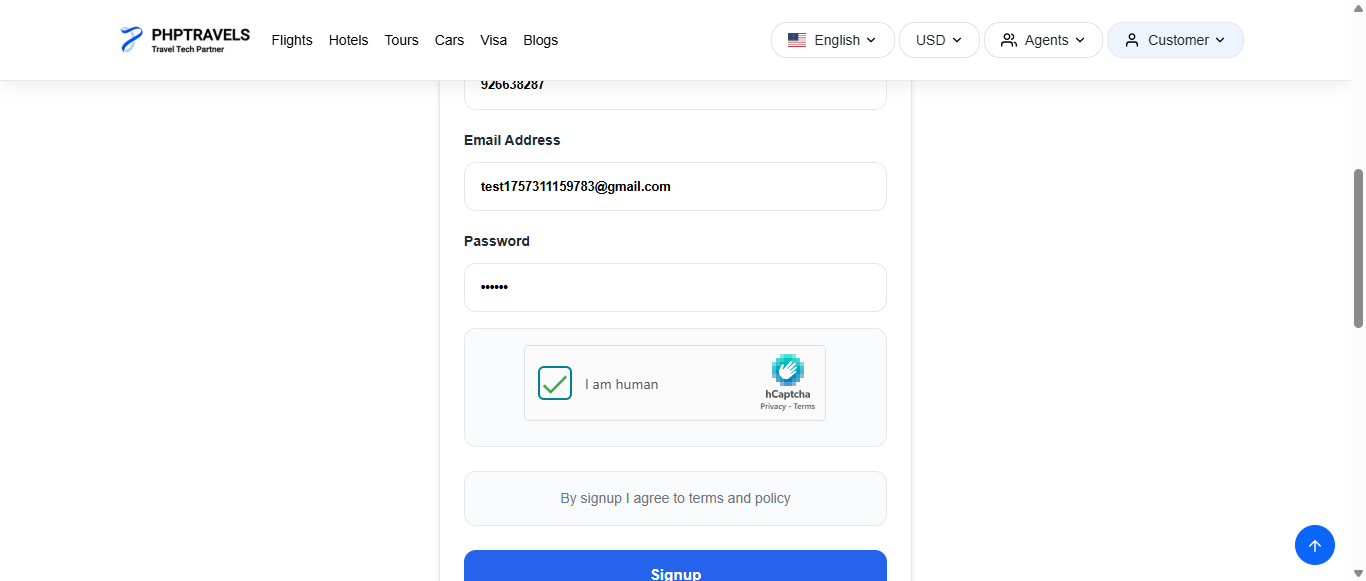 PHPTRAVELS
Travel Tech Partner
Flights Hotels Tours Cars Visa Blogs
English USD Agents Customer
926638287
Email Address
test1757311159783@gmail.com
Password
••••••
I am human
hCaptcha
Privacy - Terms
By signup I agree to terms and policy
Signup